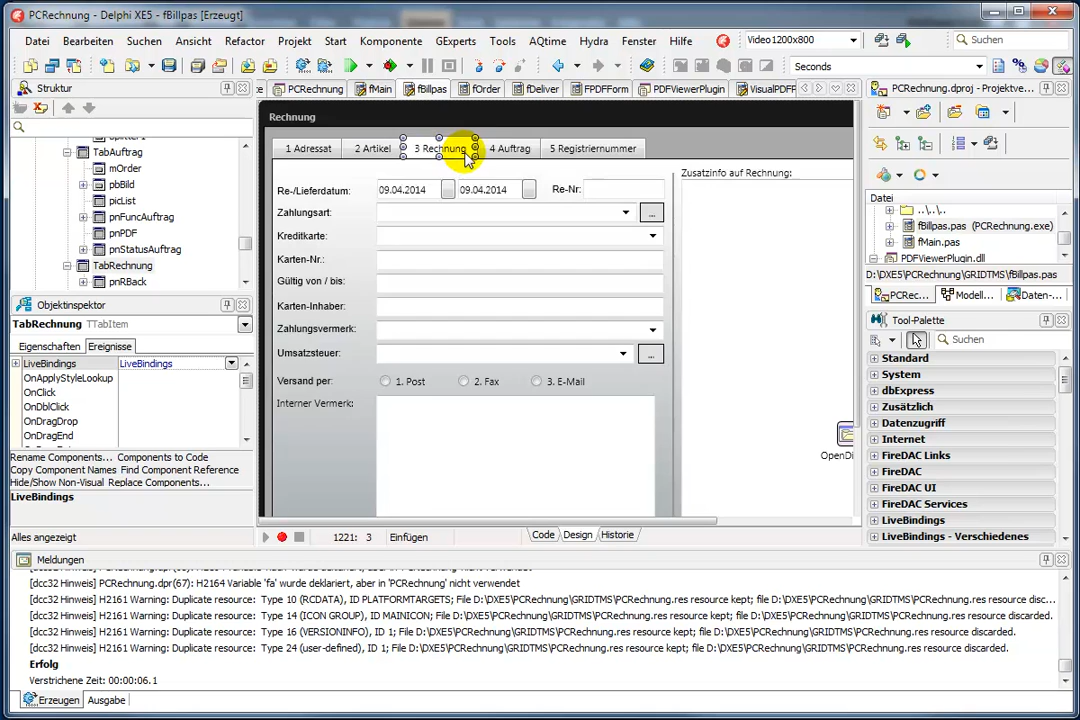 PCRechnung - Delphi XE5 - fBillpas [Erzeugt]
Datei Bearbeiten Suchen Ansicht Refactor Projekt Start Komponente GExperts Tools AQtime Hydra Fenster Hilfe Video1200x800 Suchen
Seconds
Struktur
PCRechnung fMain fBillpas fOrder fDeliver FPDFForm PDFViewerPlugin VisualPDFP
PCRechnung.dproj - Projektve...
TabAuftrag
mOrder
pbBild
picList
pnFuncAuftrag
pnPDF
pnStatusAuftrag
TabRechnung
pnRBack
Rechnung
1 Adressat 2 Artikel 3 Rechnung 4 Auftrag 5 Registriernummer
Re-/Lieferdatum: 09.04.2014 09.04.2014 Re-Nr:
Zahlungsart: ...
Kreditkarte:
Karten-Nr.:
Gültig von / bis:
Karten-Inhaber:
Zahlungsvermerk:
Umsatzsteuer: ...
Versand per: 1. Post 2. Fax 3. E-Mail
Interner Vermerk:
Zusatzinfo auf Rechnung:
OpenDi
Datei
..\..\..
fBillpas.pas (PCRechnung.exe)
fMain.pas
PDFViewerPlugin.dll
D:\DXE5\PCRechnung\GRIDTMS\fBillpas.pas
PCRec... Modell... Daten-...
Tool-Palette
Suchen
Standard
System
dbExpress
Zusätzlich
Datenzugriff
Internet
FireDAC Links
FireDAC
FireDAC UI
FireDAC Services
LiveBindings
LiveBindings - Verschiedenes
Objektinspektor
TabRechnung TTabItem
Eigenschaften Ereignisse
LiveBindings LiveBindings
OnApplyStyleLookup
OnClick
OnDblClick
OnDragDrop
OnDragEnd
Rename Components... Components to Code
Copy Component Names Find Component Reference
Hide/Show Non-Visual Replace Components...
LiveBindings
Alles angezeigt
1221: 3 Einfügen Code Design Historie
Meldungen
[dcc32 Hinweis] PCRechnung.dpr(67): H2164 Variable 'fa' wurde deklariert, aber in 'PCRechnung' nicht verwendet
[dcc32 Hinweis] H2161 Warning: Duplicate resource: Type 10 (RCDATA), ID PLATFORMTARGETS; File D:\DXE5\PCRechnung\GRIDTMS\PCRechnung.res resource kept; file D:\DXE5\PCRechnung\GRIDTMS\PCRechnung.res resource disc...
[dcc32 Hinweis] H2161 Warning: Duplicate resource: Type 14 (ICON GROUP), ID MAINICON; File D:\DXE5\PCRechnung\GRIDTMS\PCRechnung.res resource kept; file D:\DXE5\PCRechnung\GRIDTMS\PCRechnung.res resource discarded.
[dcc32 Hinweis] H2161 Warning: Duplicate resource: Type 16 (VERSIONINFO), ID 1; File D:\DXE5\PCRechnung\GRIDTMS\PCRechnung.res resource kept; file D:\DXE5\PCRechnung\GRIDTMS\PCRechnung.res resource discarded.
[dcc32 Hinweis] H2161 Warning: Duplicate resource: Type 24 (user-defined), ID 1; File D:\DXE5\PCRechnung\GRIDTMS\PCRechnung.res resource kept; file D:\DXE5\PCRechnung\GRIDTMS\PCRechnung.res resource discarded.
Erfolg
Verstrichene Zeit: 00:00:06.1
Erzeugen Ausgabe